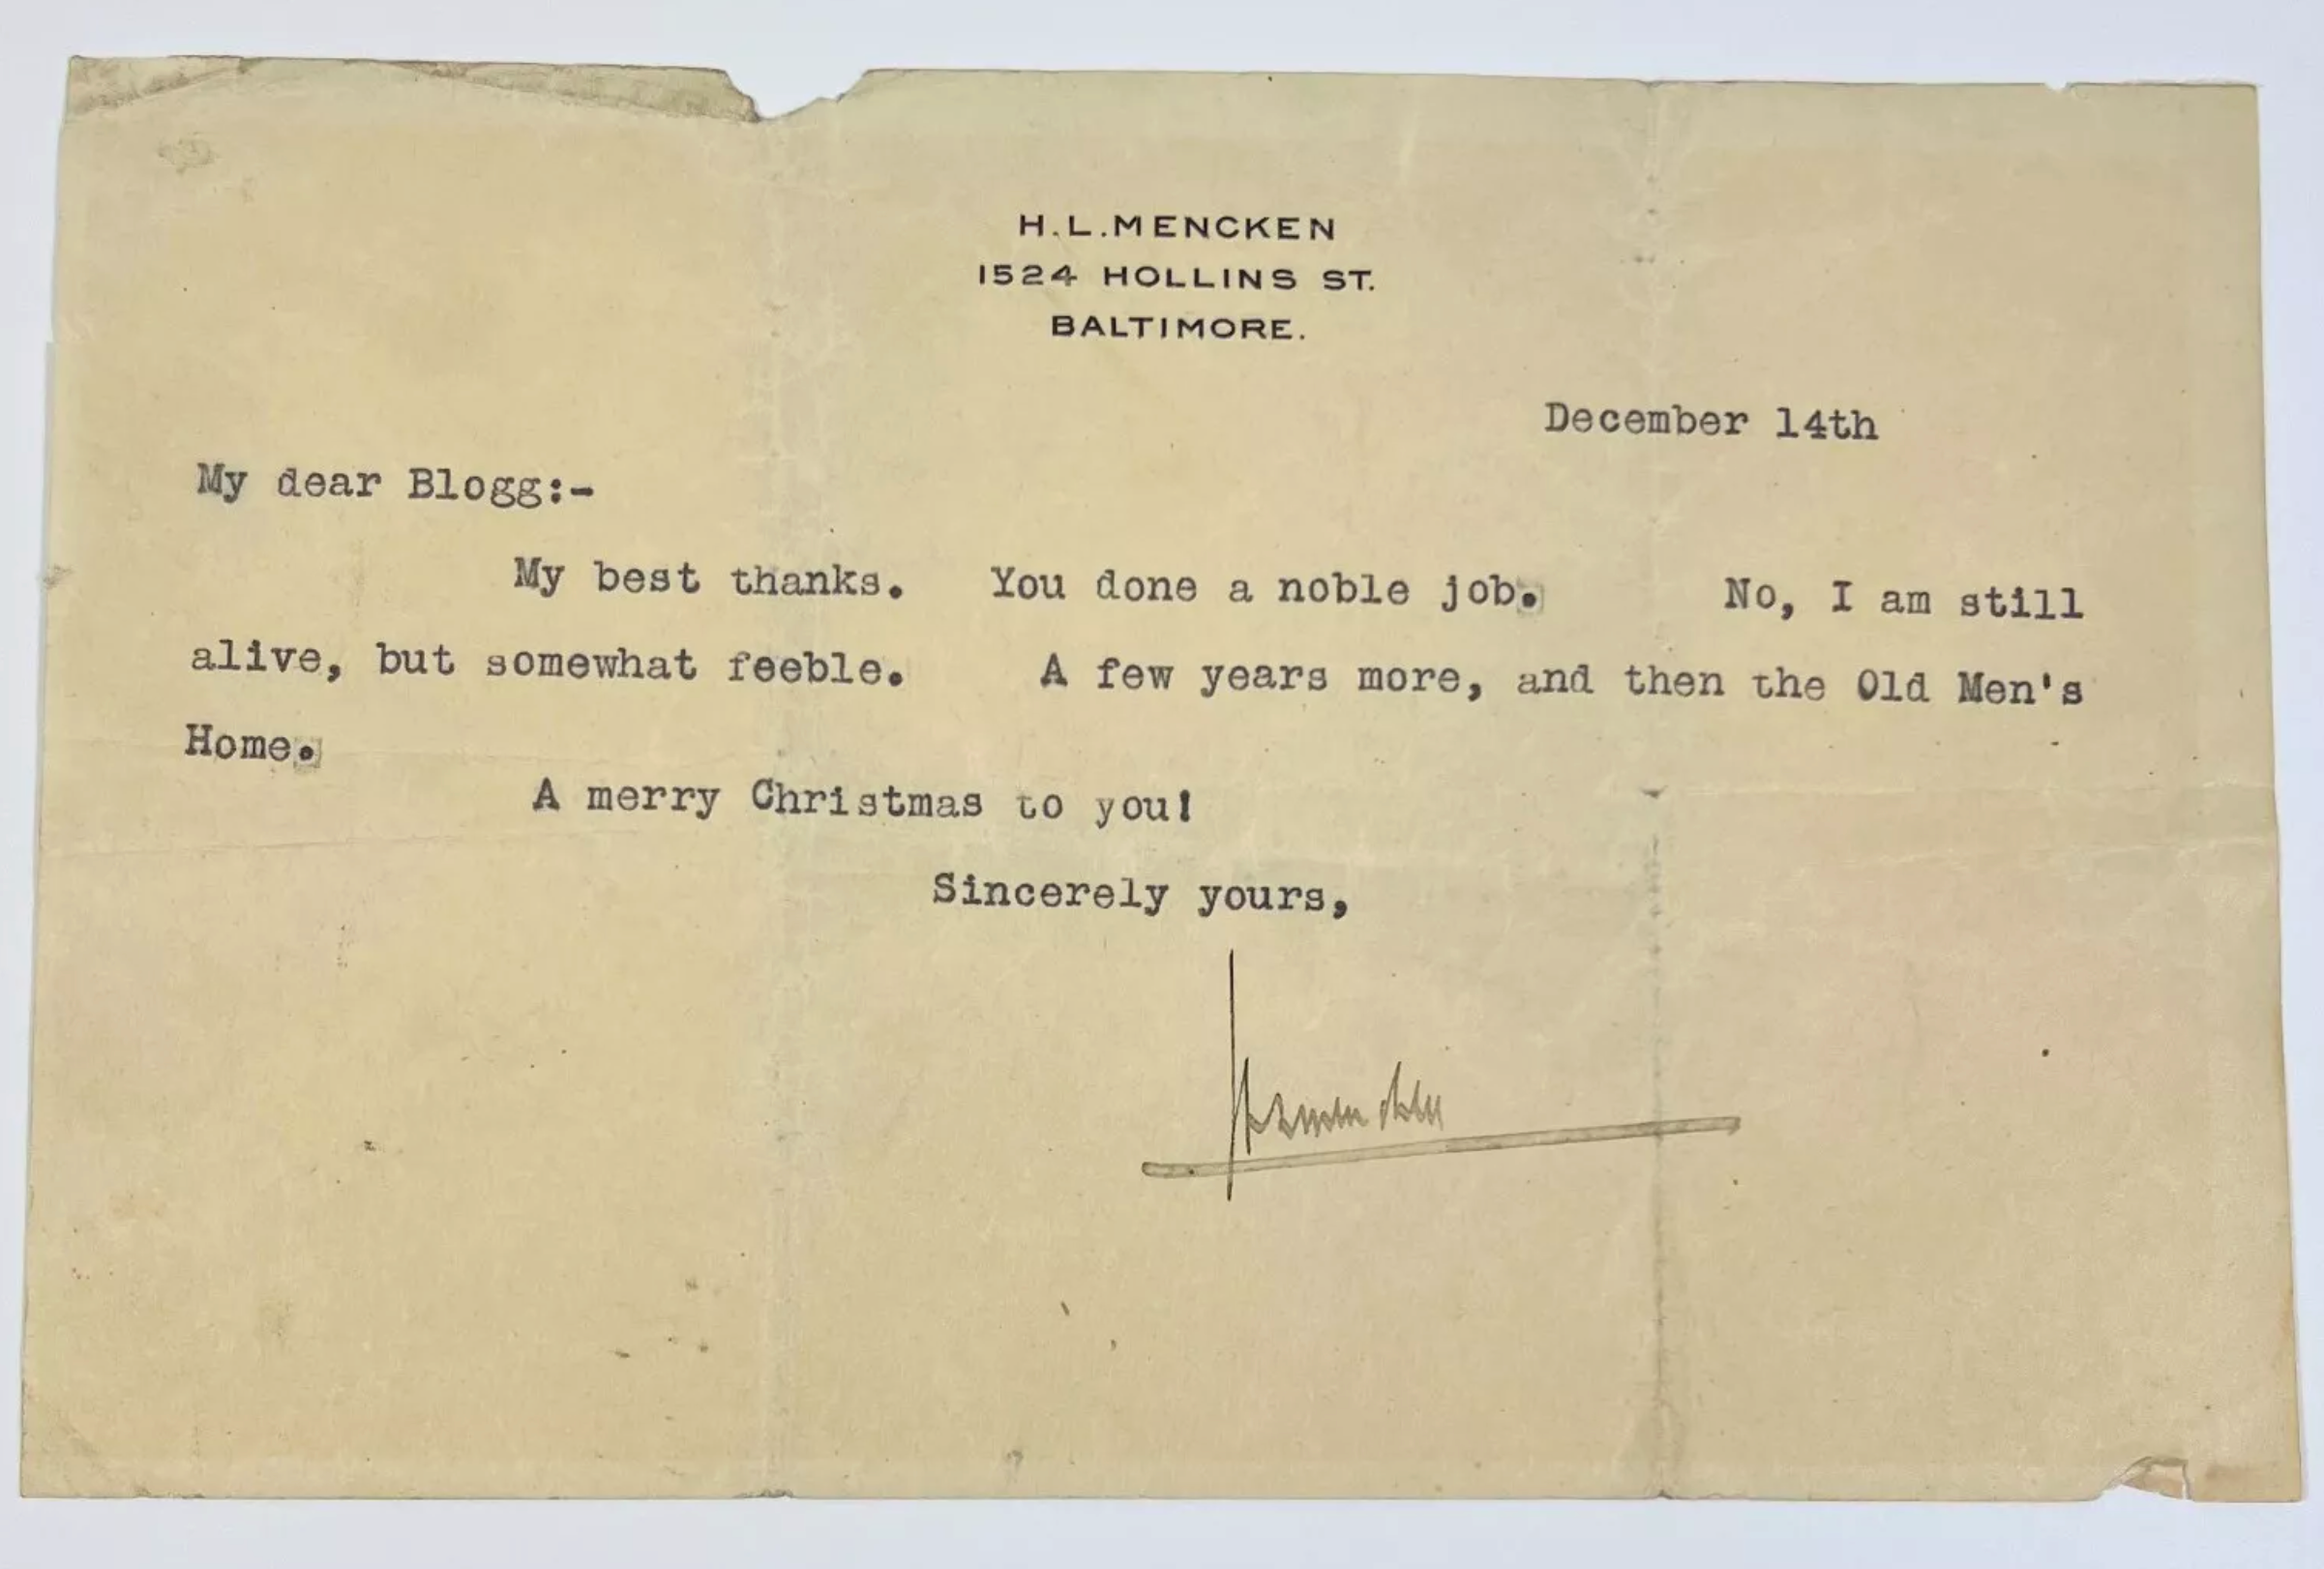 H.L.MENCKEN
1524 HOLLINS ST.
BALTIMORE.
December 14th
My dear Blogg:-
My best thanks. You done a noble job. No, I am still
alive, but somewhat feeble. A few years more, and then the Old Men's
Home.
A merry Christmas to you!
Sincerely yours,